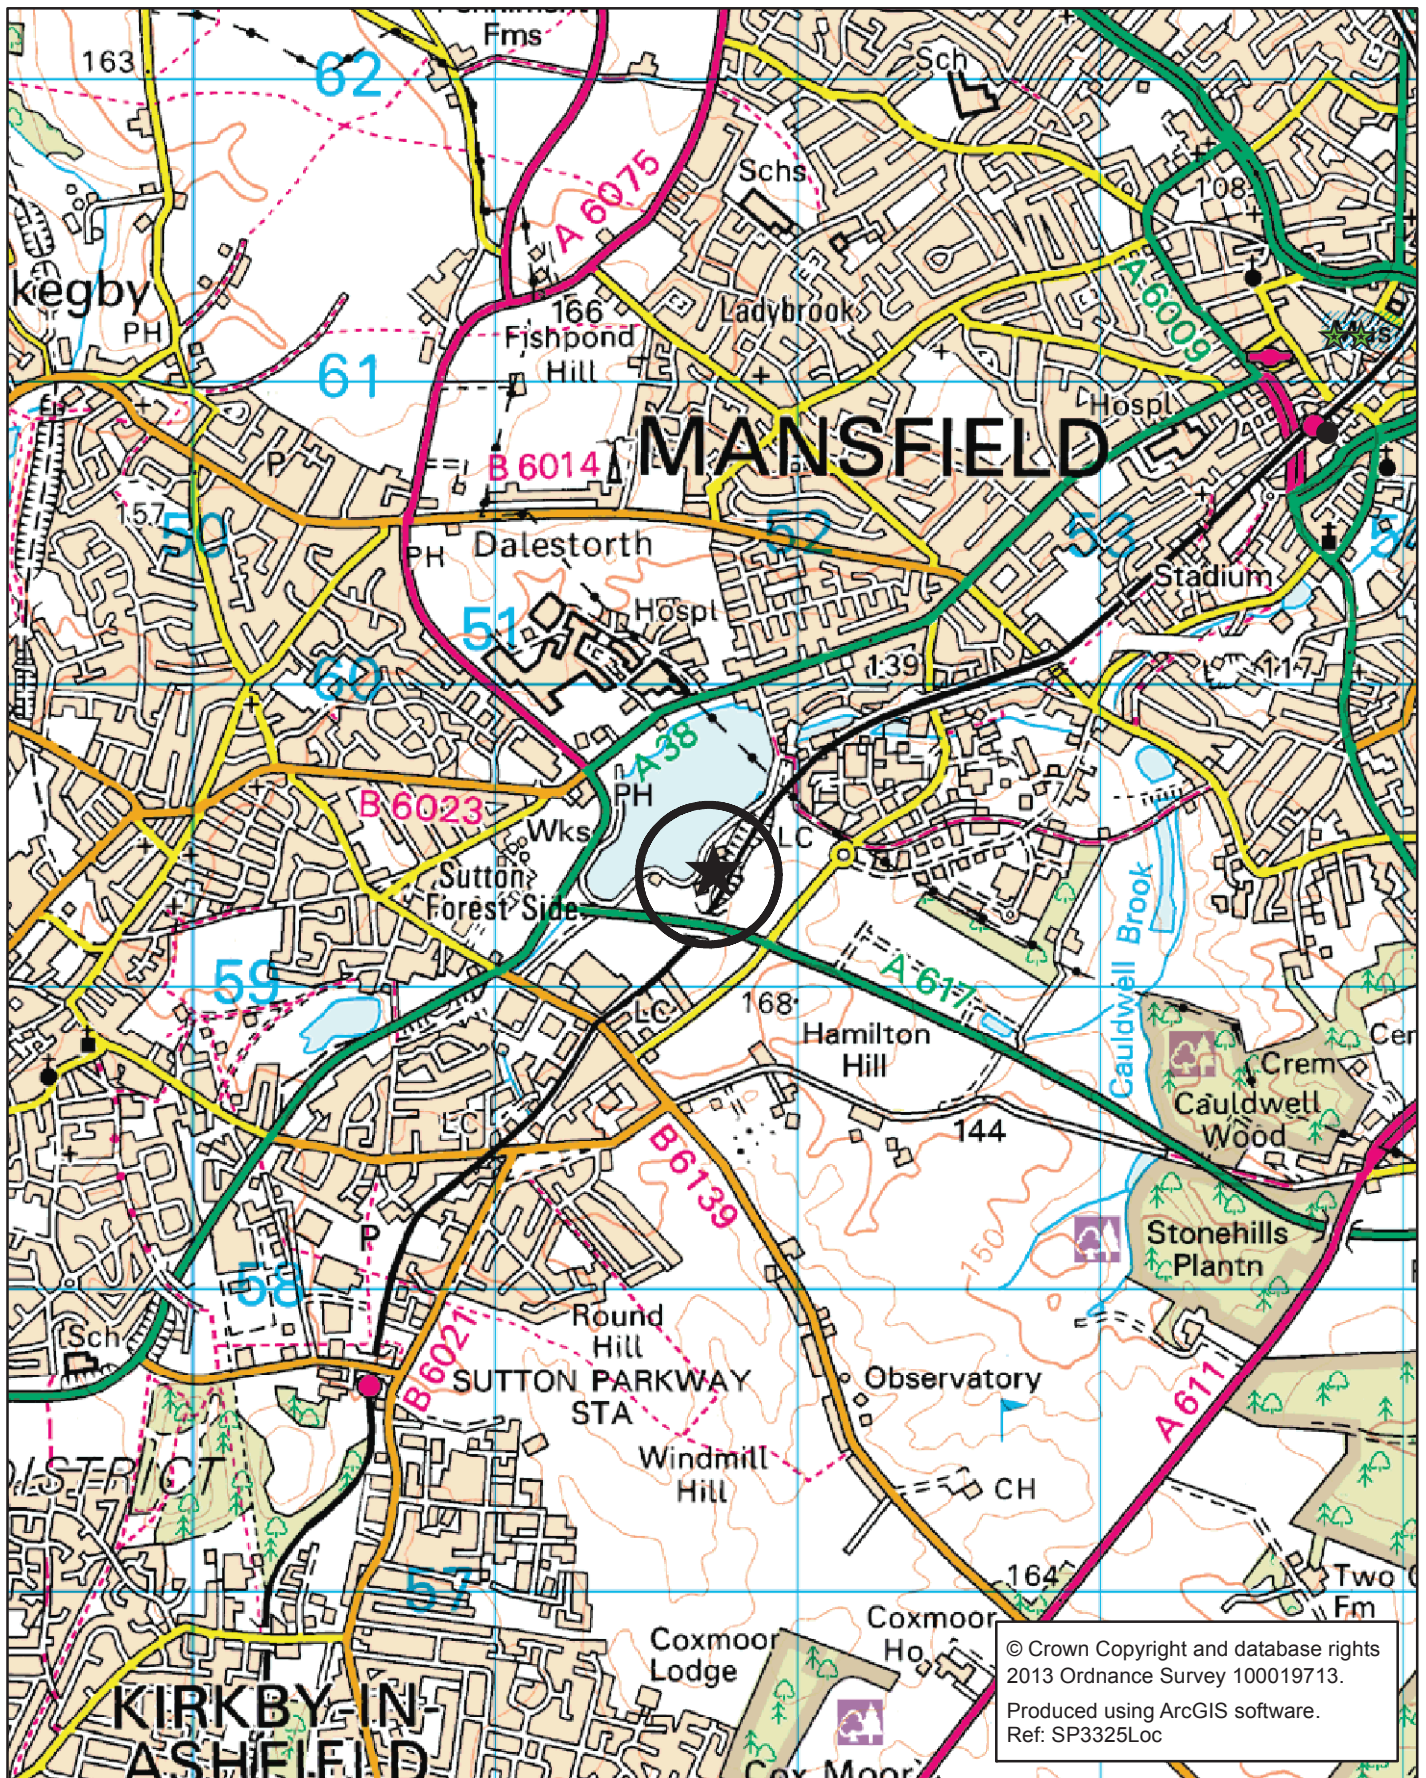 Fms
163
62
Sch
A 6075
Schs
108
kegby
PH
166
Fishpond
Hill
Ladybrook
A 6009
61
Hospl
MANSFIELD
P
B 6014
157
50
52
53
PH
Dalestorth
Stadium
51
Hospl
60
139
117
A 38
PH
B 6023
Wks
LC
Sutton
Forest Side
Cauldwell Brook
59
A 617
168
LC
Hamilton
Hill
Crem
Cauldwell
Wood
LC
144
B 6139
P
150
Stonehills
Plantn
58
Round
Hill
Sch
B 6021
SUTTON PARKWAY
STA
Observatory
A 611
Windmill
Hill
DISTRICT
CH
57
164
Two
Fm
Coxmoor
Ho
Coxmoor
Lodge
KIRKBY-IN-
ASHFIELD
Cox Moor
© Crown Copyright and database rights
2013 Ordnance Survey 100019713.
Produced using ArcGIS software.
Ref: SP3325Loc